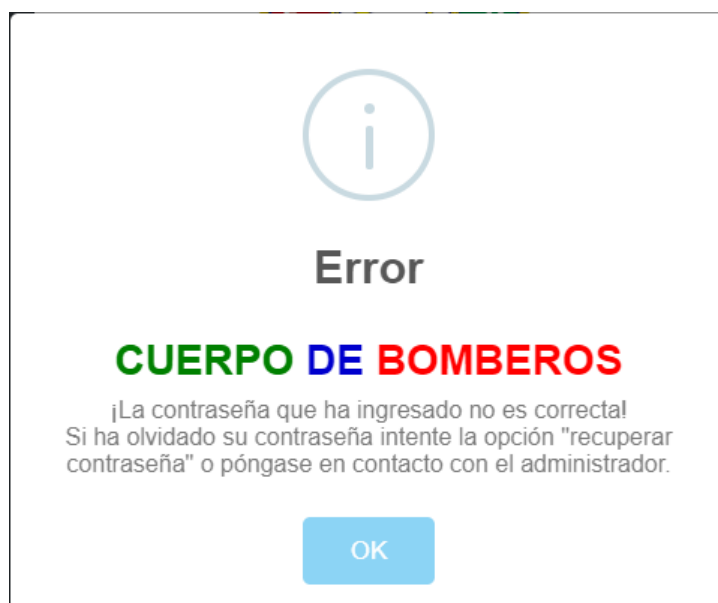 Error
CUERPO DE BOMBEROS
¡La contraseña que ha ingresado no es correcta!
Si ha olvidado su contraseña intente la opción "recuperar
contraseña" o póngase en contacto con el administrador.
OK